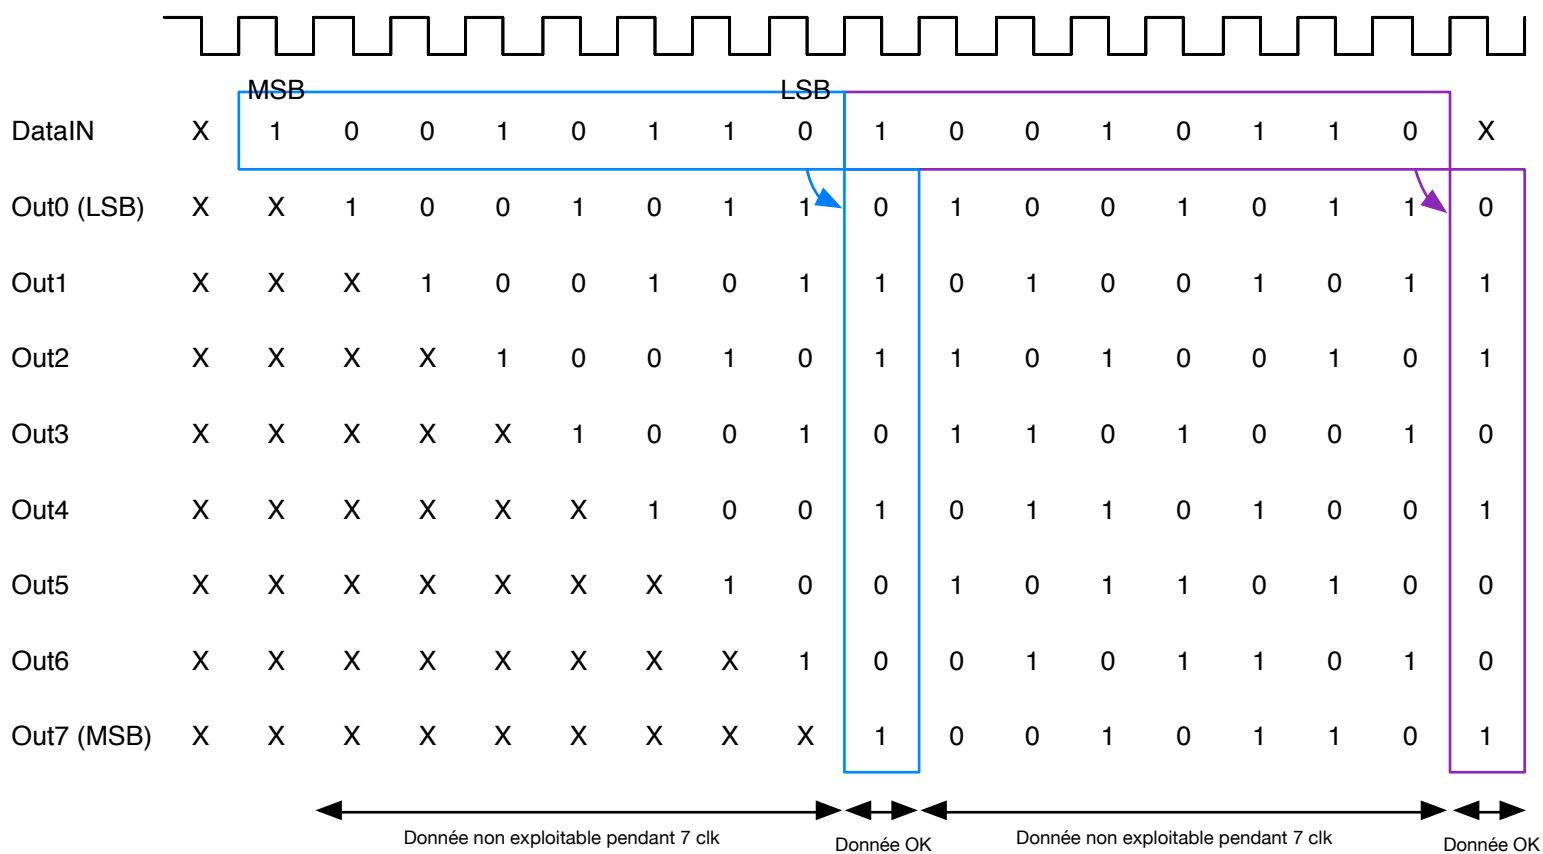 MSB LSB
DataIN X 1 0 0 1 0 1 1 0 1 0 0 1 0 1 1 0 X
Out0 (LSB) X X 1 0 0 1 0 1 1 0 1 0 0 1 0 1 1 0
Out1 X X X 1 0 0 1 0 1 1 0 1 0 0 1 0 1 1
Out2 X X X X 1 0 0 1 0 1 1 0 1 0 0 1 0 1
Out3 X X X X X 1 0 0 1 0 1 1 0 1 0 0 1 0
Out4 X X X X X X 1 0 0 1 0 1 1 0 1 0 0 1
Out5 X X X X X X X 1 0 0 1 0 1 1 0 1 0 0
Out6 X X X X X X X X 1 0 0 1 0 1 1 0 1 0
Out7 (MSB) X X X X X X X X X 1 0 0 1 0 1 1 0 1
Donnée non exploitable pendant 7 clk Donnée OK Donnée non exploitable pendant 7 clk Donnée OK